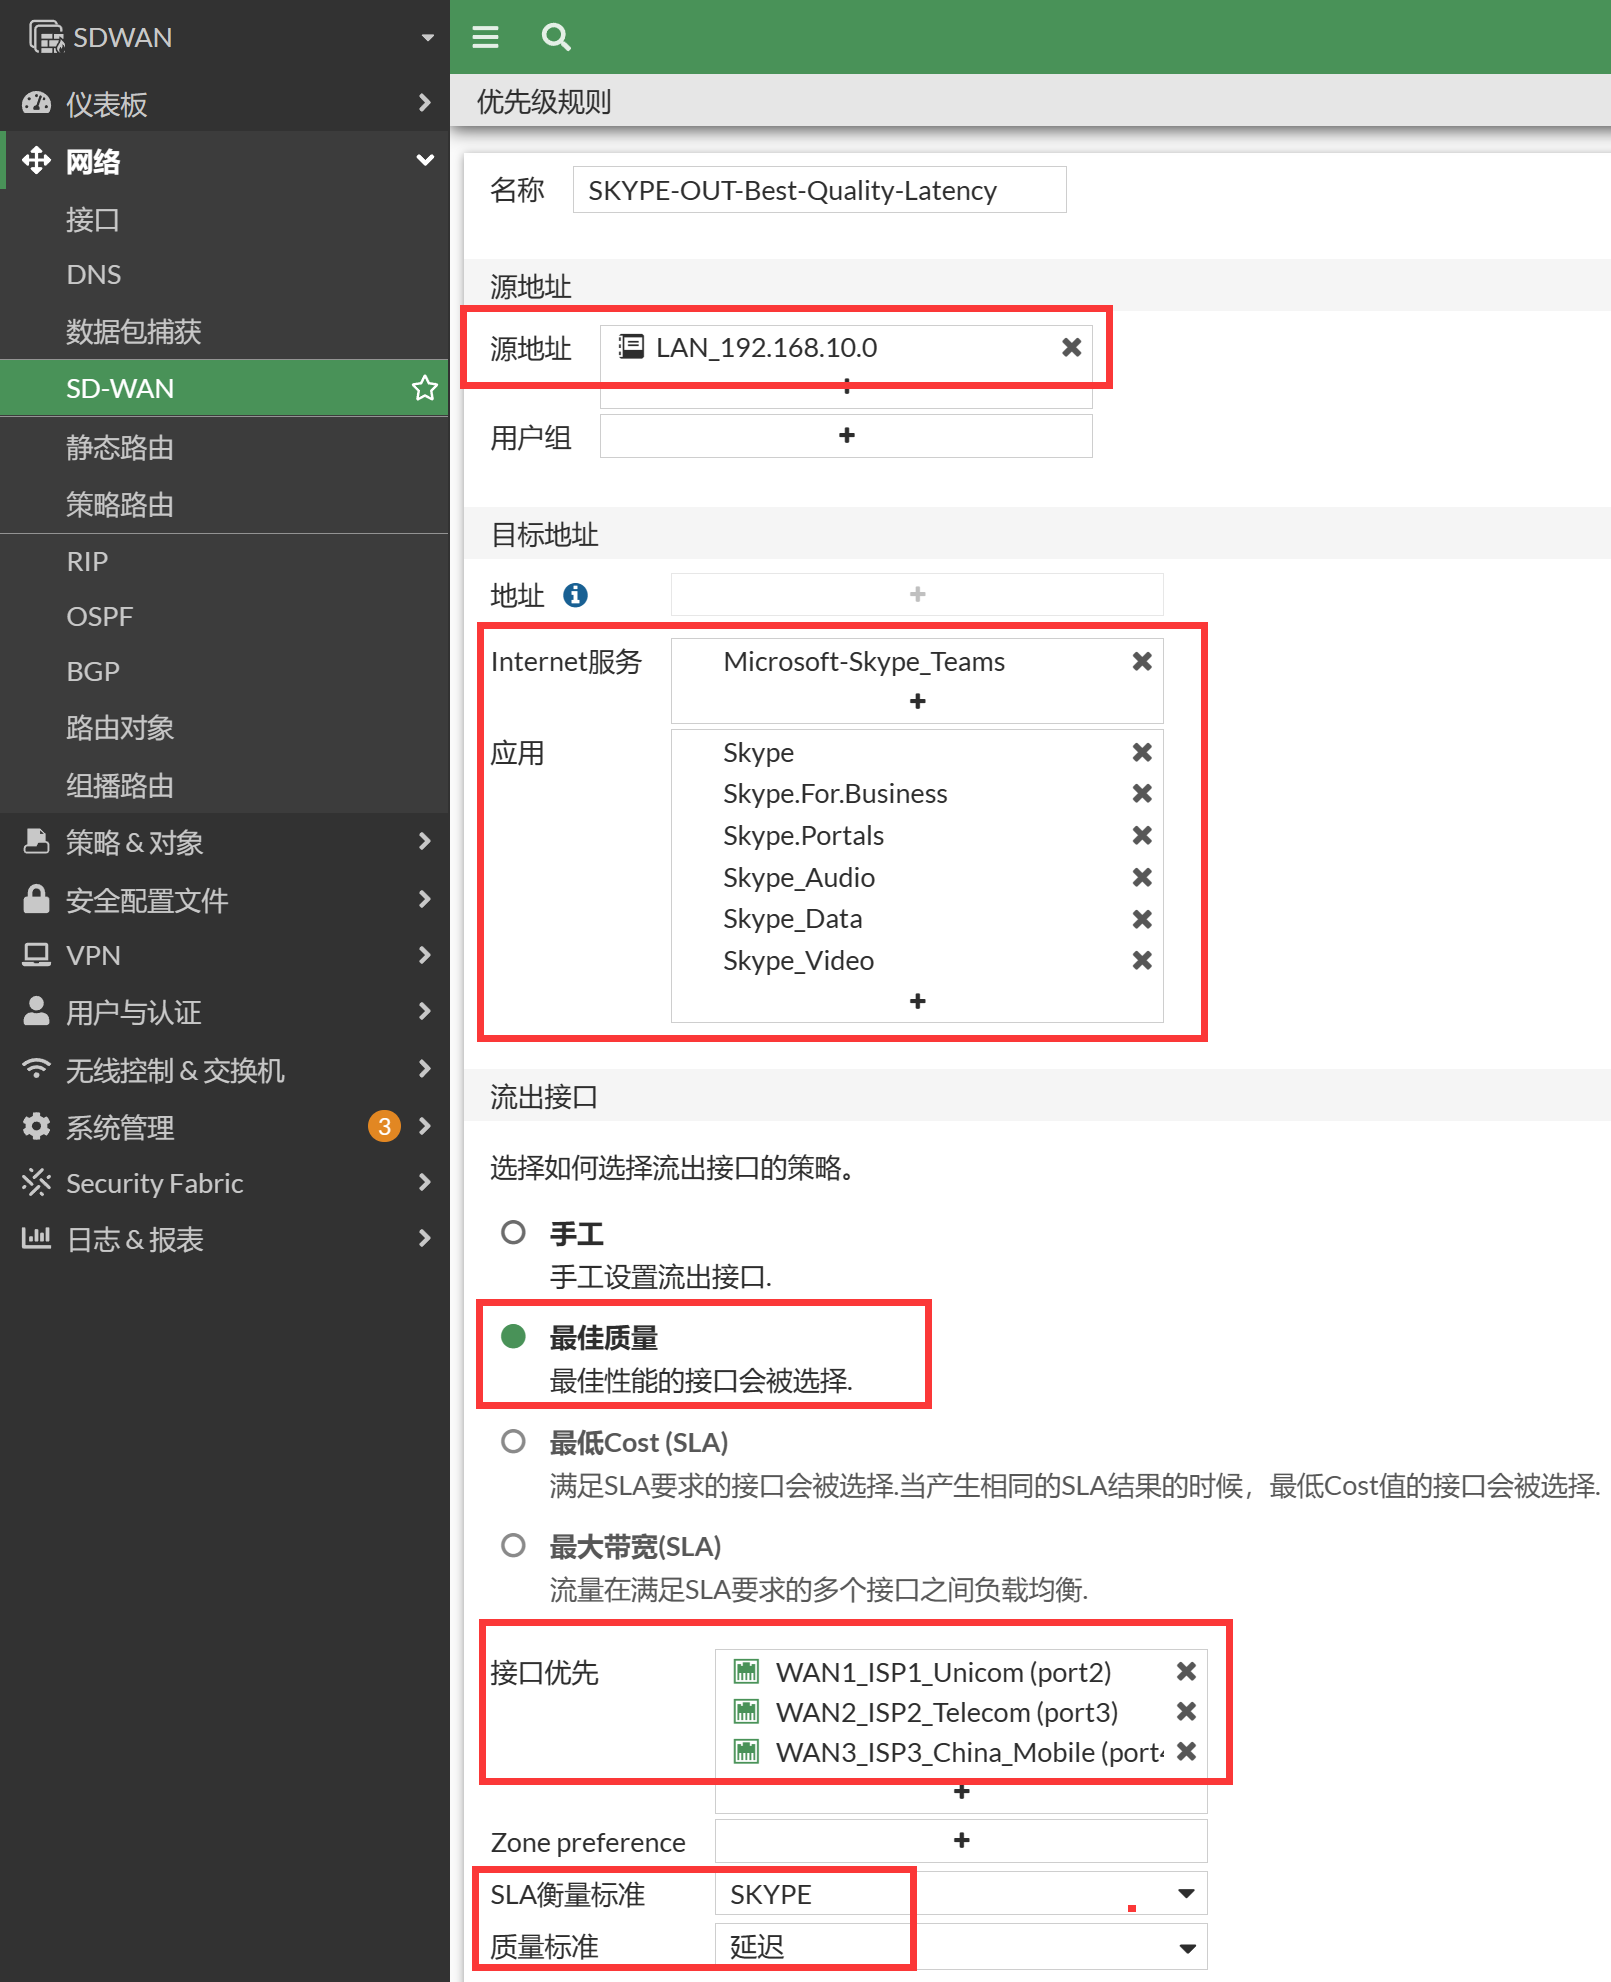 SDWAN
仪表板
网络
接口
DNS
数据包捕获
SD-WAN
静态路由
策略路由
RIP
OSPF
BGP
路由对象
组播路由
策略 & 对象
安全配置文件
VPN
用户与认证
无线控制 & 交换机
系统管理 3
Security Fabric
日志 & 报表
优先级规则
名称 SKYPE-OUT-Best-Quality-Latency
源地址
源地址 LAN_192.168.10.0
用户组
目标地址
地址
Internet服务 Microsoft-Skype_Teams
应用 Skype
Skype.For.Business
Skype.Portals
Skype_Audio
Skype_Data
Skype_Video
流出接口
选择如何选择流出接口的策略。
手工
手工设置流出接口.
最佳质量
最佳性能的接口会被选择.
最低Cost (SLA)
满足SLA要求的接口会被选择.当产生相同的SLA结果的时候，最低Cost值的接口会被选择.
最大带宽(SLA)
流量在满足SLA要求的多个接口之间负载均衡.
接口优先 WAN1_ISP1_Unicom (port2)
WAN2_ISP2_Telecom (port3)
WAN3_ISP3_China_Mobile (port
Zone preference
SLA衡量标准 SKYPE
质量标准 延迟